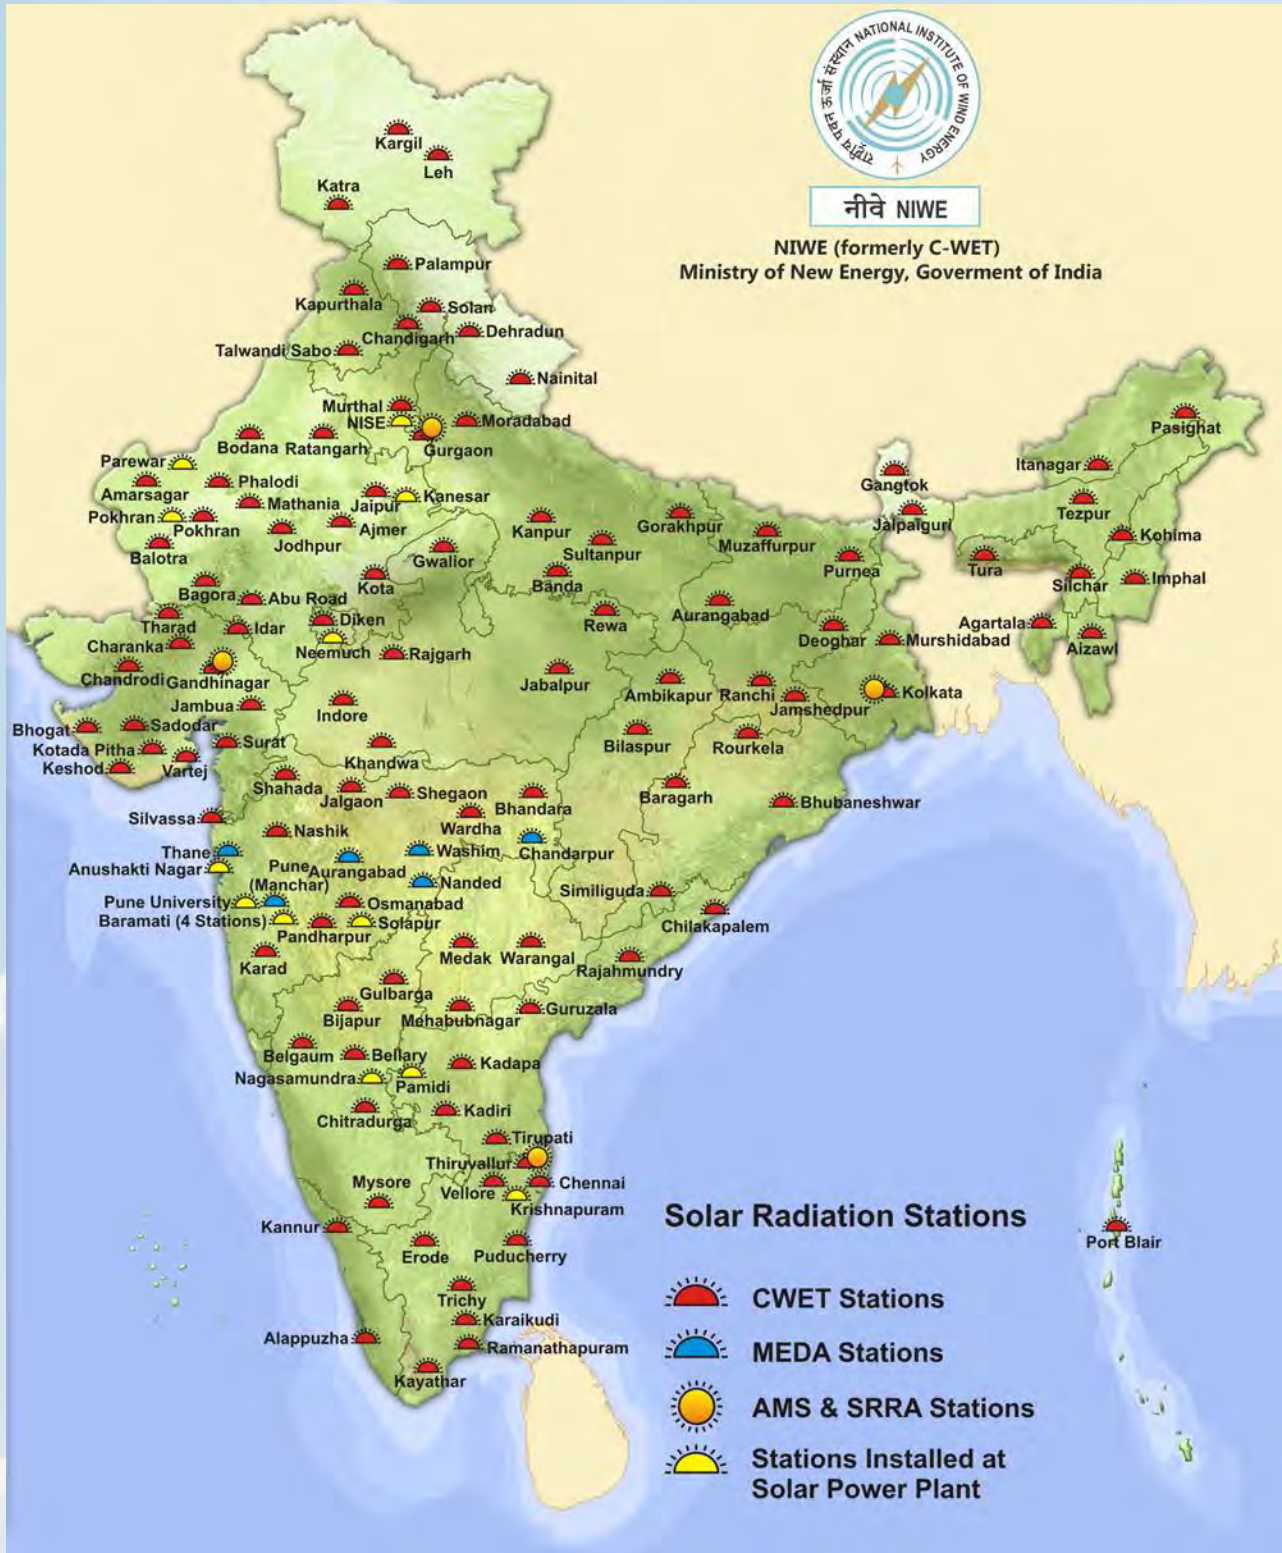 राष्ट्रीय पवन ऊर्जा संस्थान NATIONAL INSTITUTE OF WIND ENERGY
नीवे NIWE
NIWE (formerly C-WET)
Ministry of New Energy, Goverment of India
Kargil
Leh
Katra
Palampur
Kapurthala
Solan
Chandigarh
Dehradun
Talwandi Sabo
Nainital
Murthal
NISE
Moradabad
Bodana
Ratangarh
Gurgaon
Pasighat
Parewar
Itanagar
Amarsagar
Phalodi
Gangtok
Mathania
Jaipur
Kanesar
Tezpur
Pokhran
Pokhran
Ajmer
Kanpur
Gorakhpur
Jalpaiguri
Jodhpur
Muzaffurpur
Kohima
Balotra
Sultanpur
Gwalior
Purnea
Tura
Bagora
Kota
Banda
Silchar
Imphal
Abu Road
Tharad
Diken
Rewa
Aurangabad
Agartala
Idar
Deoghar
Murshidabad
Charanka
Neemuch
Rajgarh
Aizawl
Chandrodi
Gandhinagar
Jabalpur
Ambikapur
Ranchi
Kolkata
Jambua
Indore
Jamshedpur
Bhogat
Sadodar
Kotada Pitha
Surat
Bilaspur
Rourkela
Keshod
Vartej
Khandwa
Shahada
Jalgaon
Shegaon
Bhandara
Baragarh
Bhubaneshwar
Silvassa
Nashik
Wardha
Thane
Washim
Chandarpur
Anushakti Nagar
Pune
(Manchar)
Aurangabad
Nanded
Similiguda
Pune University
Osmanabad
Baramati (4 Stations)
Pandharpur
Solapur
Chilakapalem
Karad
Medak
Warangal
Rajahmundry
Gulbarga
Bijapur
Mehabubnagar
Guruzala
Belgaum
Bellary
Kadapa
Nagasamundra
Pamidi
Chitradurga
Kadiri
Tirupati
Thiruvallur
Mysore
Vellore
Chennai
Krishnapuram
Kannur
Erode
Puducherry
Port Blair
Trichy
Karaikudi
Alappuzha
Ramanathapuram
Kayathar
Solar Radiation Stations
CWET Stations
MEDA Stations
AMS & SRRA Stations
Stations Installed at
Solar Power Plant